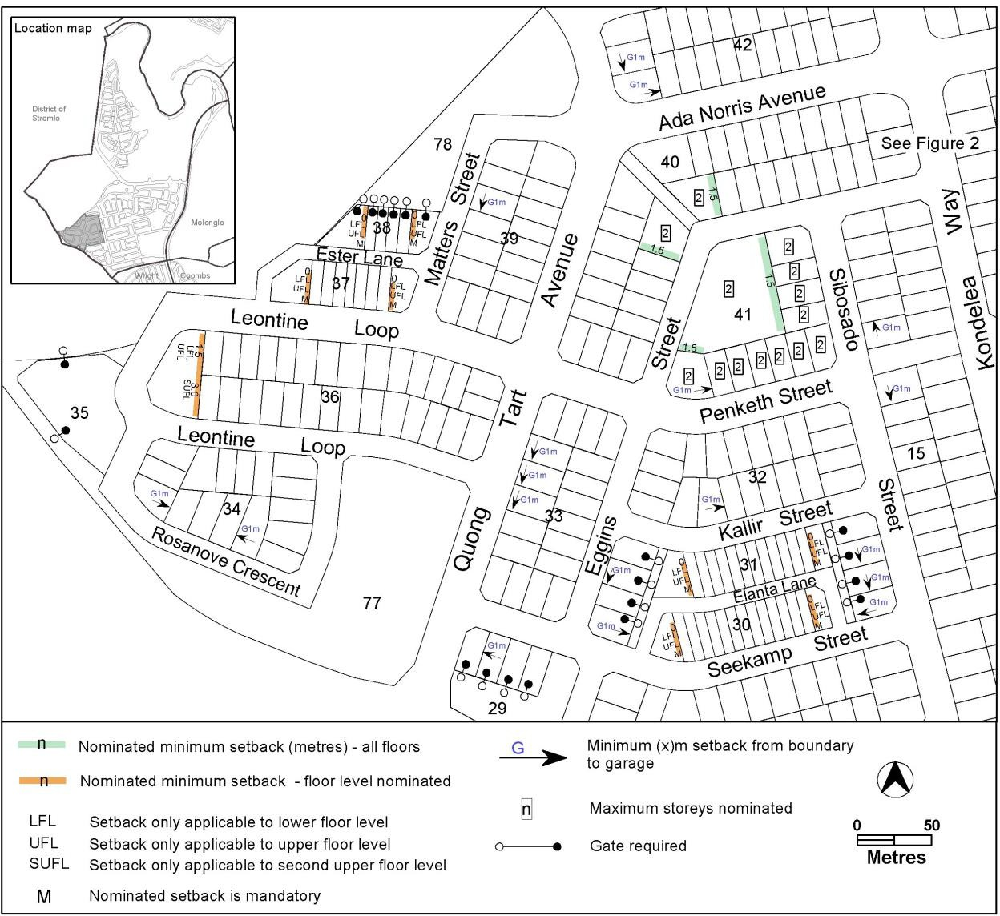 Location map
District of
Stromlo
Molonglo
Wright
Coombs
42
G1m
G1m
Ada Norris Avenue
See Figure 2
78
40
2
1.5
Matters Street
G1m
39
Avenue
2
1.5
Way
Kondelea
0
LFL
UFL
M
38
0
LFL
UFL
M
Ester Lane
0
LFL
UFL
M
37
0
LFL
UFL
M
2
2
2
2
2
1.5
41
Sibosado
G1m
Leontine Loop
Street
1.5
2
2
2
2
2
2
2
G1m
Penketh Street
1.5
LFL
UFL
3.0
SUFL
36
Tart
G1m
15
35
Leontine Loop
G1m
G1m
G1m
33
32
G1m
Street
G1m
34
G1m
Rosanove Crescent
Quong
Eggins
Kallir Street
77
G1m
G1m
0
LFL
UFL
M
31
0
LFL
UFL
M
Elanta Lane
G1m
G1m
G1m
0
LFL
UFL
M
30
0
LFL
UFL
M
Seekamp Street
G1m
29
n Nominated minimum setback (metres) - all floors
n Nominated minimum setback - floor level nominated
LFL Setback only applicable to lower floor level
UFL Setback only applicable to upper floor level
SUFL Setback only applicable to second upper floor level
M Nominated setback is mandatory
G Minimum (x)m setback from boundary
to garage
n Maximum storeys nominated
Gate required
0 50
Metres